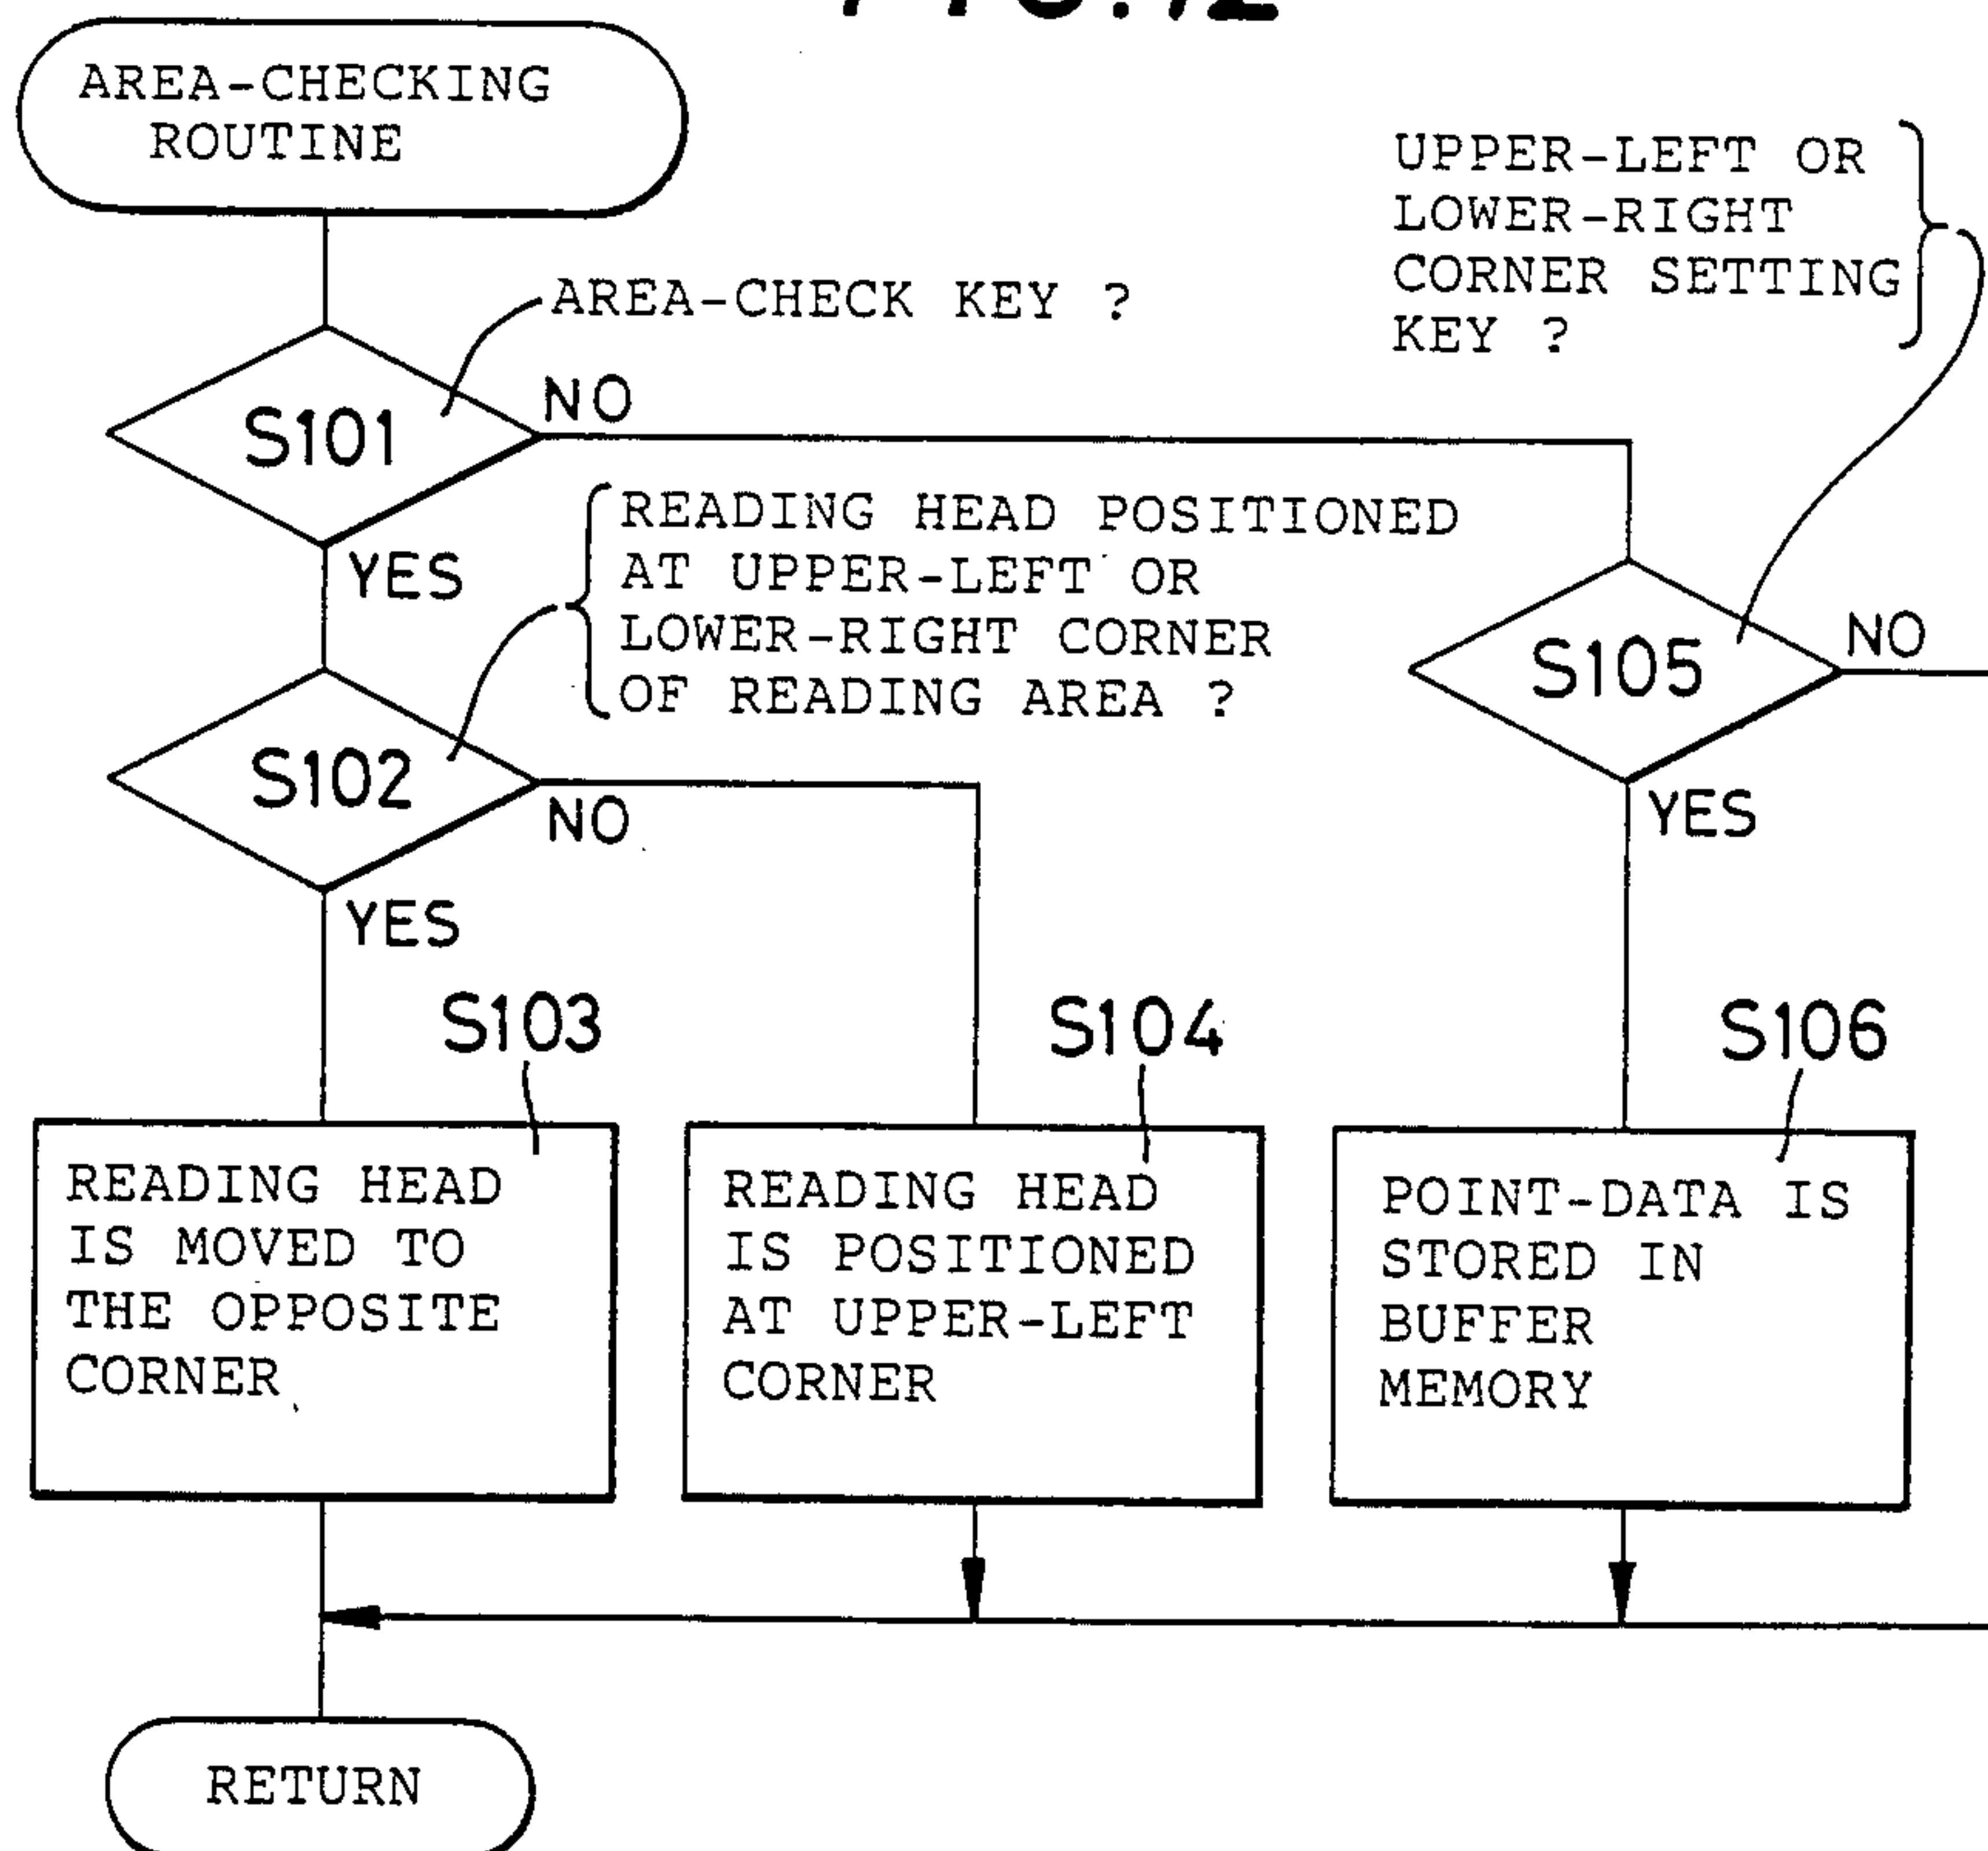 FIG.12
AREA-CHECKING
ROUTINE
UPPER-LEFT OR
LOWER-RIGHT
CORNER SETTING
KEY ?
AREA-CHECK KEY ?
S101
NO
YES
READING HEAD POSITIONED
AT UPPER-LEFT OR
LOWER-RIGHT CORNER
OF READING AREA ?
S105
NO
YES
S102
NO
YES
S103
S104
S106
READING HEAD
IS MOVED TO
THE OPPOSITE
CORNER
READING HEAD
IS POSITIONED
AT UPPER-LEFT
CORNER
POINT-DATA IS
STORED IN
BUFFER
MEMORY
RETURN